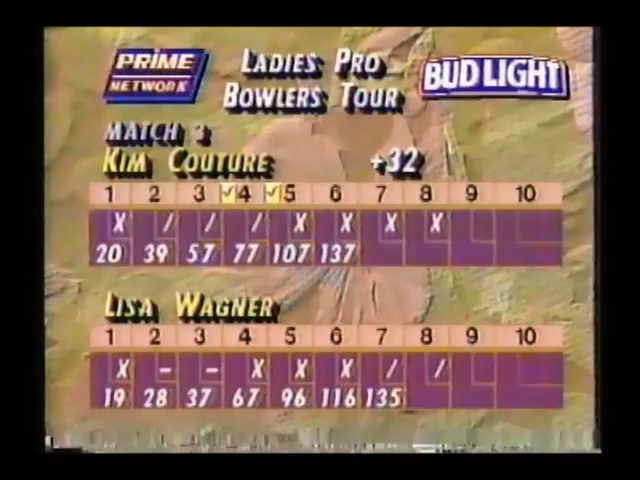 PRIME NETWORK
LADIES PRO
BOWLERS TOUR
BUD LIGHT
MATCH 3
KIM COUTURE +32
1 2 3 ✓4 ✓5 6 7 8 9 10
X / / / X X X X
20 39 57 77 107 137
LISA WAGNER
1 2 3 4 5 6 7 8 9 10
X - - X X X / /
19 28 37 67 96 116 135